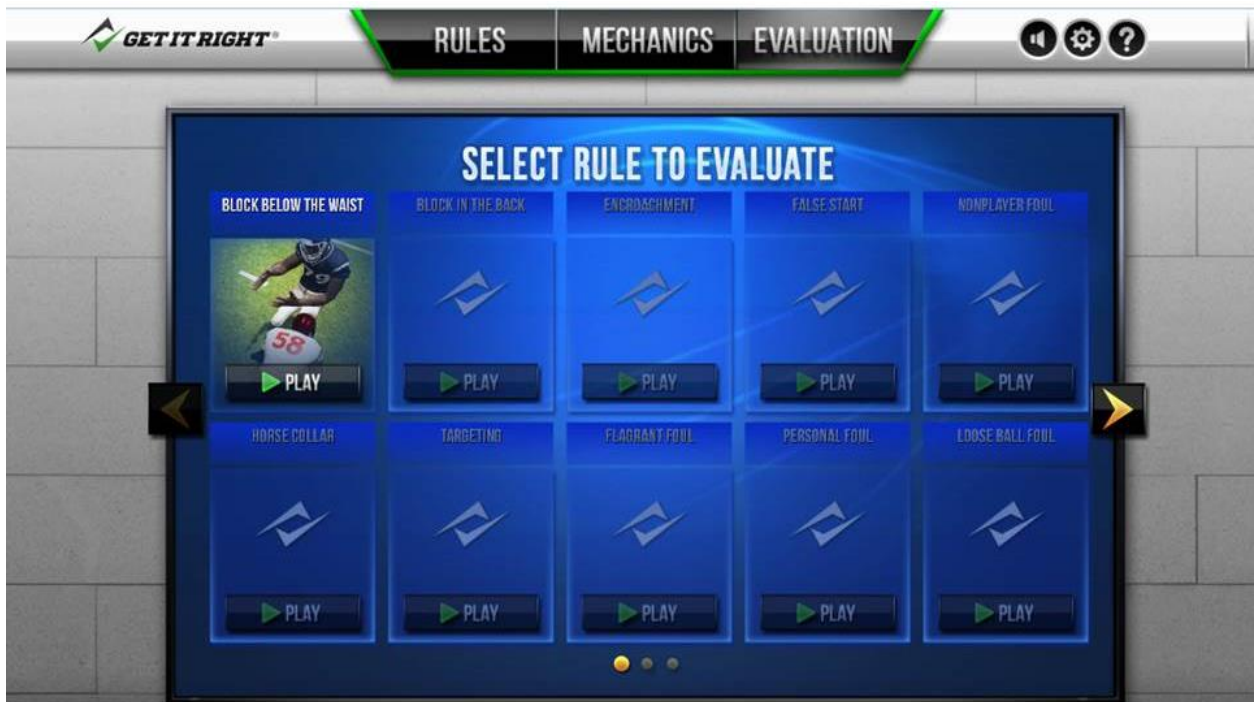 GET IT RIGHT®
RULES
MECHANICS
EVALUATION
?
SELECT RULE TO EVALUATE
BLOCK BELOW THE WAIST
BLOCK IN THE BACK
ENCROACHMENT
FALSE START
NONPLAYER FOUL
9
58
PLAY
PLAY
PLAY
PLAY
PLAY
HORSE COLLAR
TARGETING
FLAGRANT FOUL
PERSONAL FOUL
LOOSE BALL FOUL
PLAY
PLAY
PLAY
PLAY
PLAY